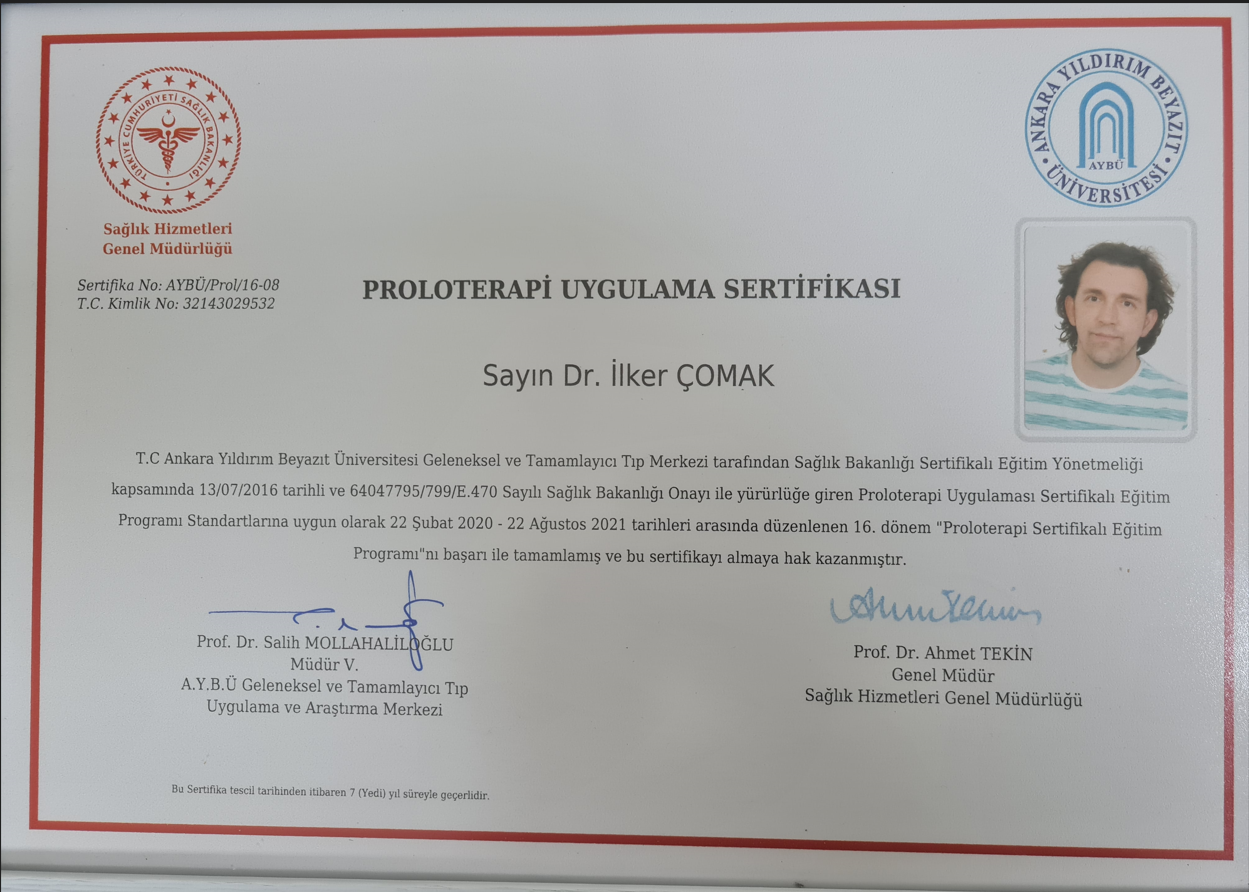 TÜRKİYE CUMHURİYETİ SAĞLIK BAKANLIĞI
Sağlık Hizmetleri
Genel Müdürlüğü
ANKARA YILDIRIM BEYAZIT
ÜNİVERSİTESİ
AYBÜ
Sertifika No: AYBÜ/Prol/16-08
T.C. Kimlik No: 32143029532
PROLOTERAPİ UYGULAMA SERTİFİKASI
Sayın Dr. İlker ÇOMAK
T.C Ankara Yıldırım Beyazıt Üniversitesi Geleneksel ve Tamamlayıcı Tıp Merkezi tarafından Sağlık Bakanlığı Sertifikalı Eğitim Yönetmeliği
kapsamında 13/07/2016 tarihli ve 64047795/799/E.470 Sayılı Sağlık Bakanlığı Onayı ile yürürlüğe giren Proloterapi Uygulaması Sertifikalı Eğitim
Programı Standartlarına uygun olarak 22 Şubat 2020 - 22 Ağustos 2021 tarihleri arasında düzenlenen 16. dönem "Proloterapi Sertifikalı Eğitim
Programı"nı başarı ile tamamlamış ve bu sertifikayı almaya hak kazanmıştır.
Prof. Dr. Salih MOLLAHALİLOĞLU
Müdür V.
A.Y.B.Ü Geleneksel ve Tamamlayıcı Tıp
Uygulama ve Araştırma Merkezi
Prof. Dr. Ahmet TEKİN
Genel Müdür
Sağlık Hizmetleri Genel Müdürlüğü
Bu Sertifika tescil tarihinden itibaren 7 (Yedi) yıl süreyle geçerlidir.